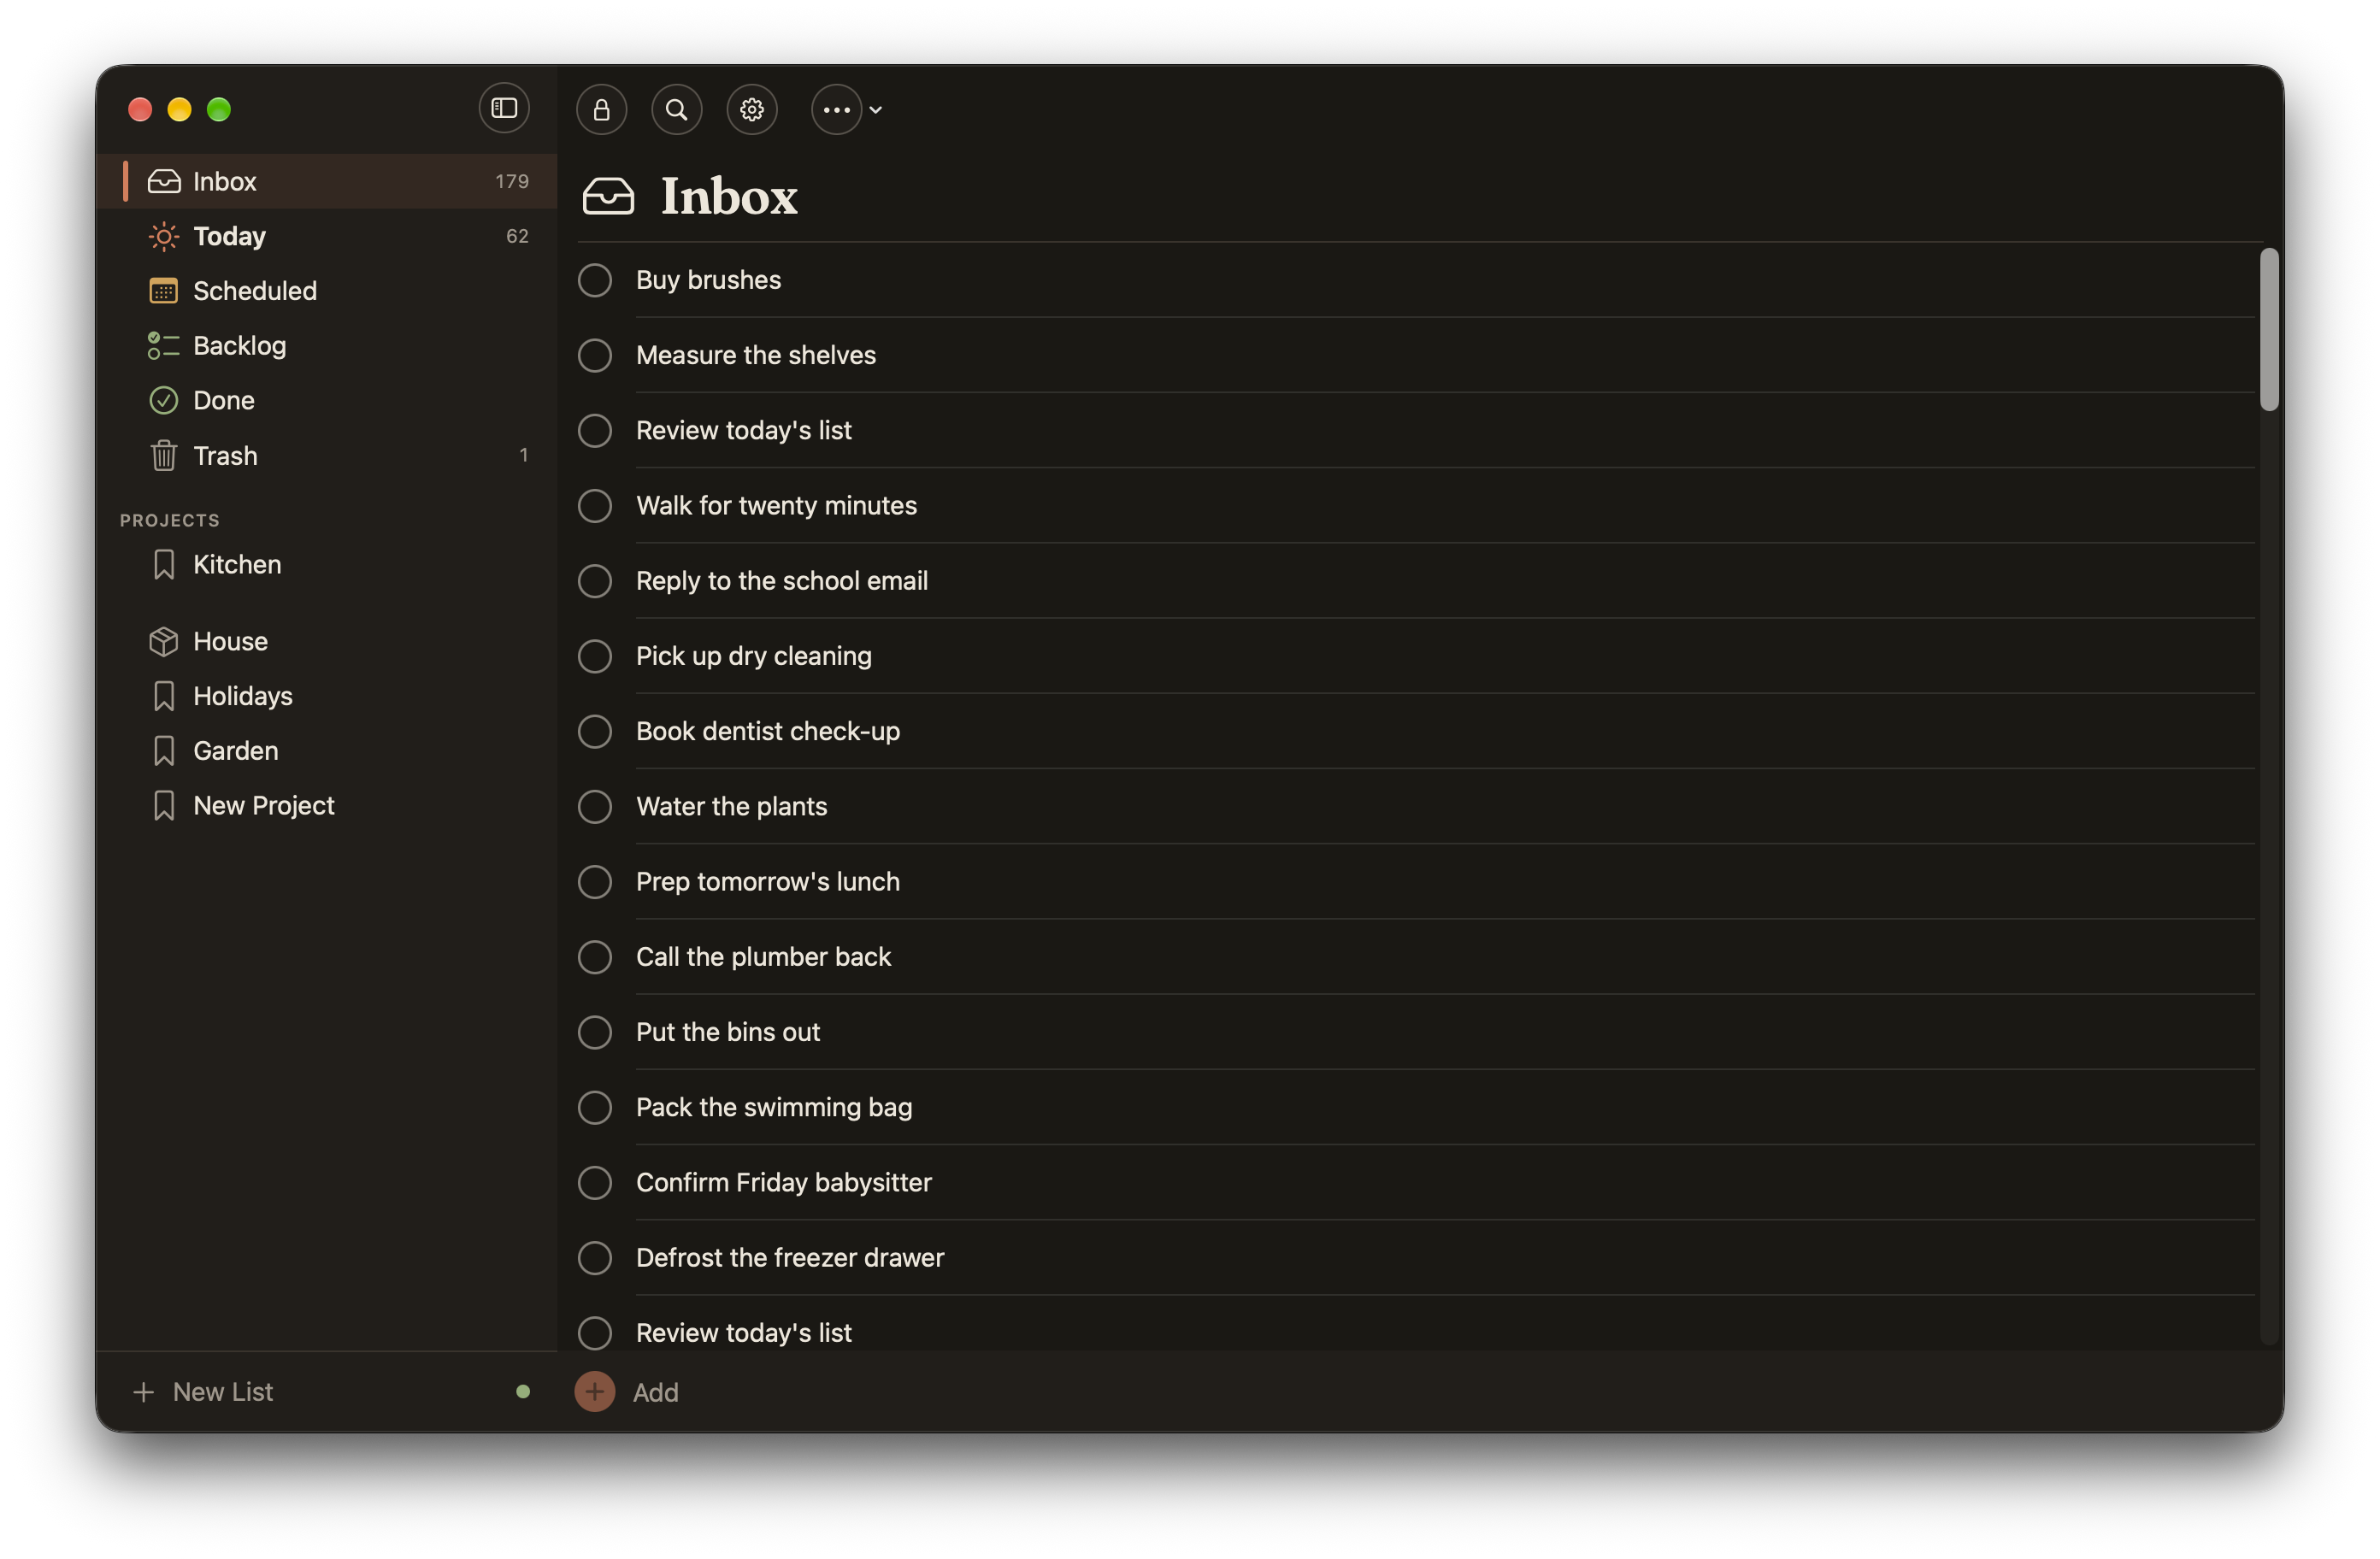 Inbox 179
Today 62
Scheduled
Backlog
Done
Trash 1
PROJECTS
Kitchen
House
Holidays
Garden
New Project
New List
Inbox
Buy brushes
Measure the shelves
Review today's list
Walk for twenty minutes
Reply to the school email
Pick up dry cleaning
Book dentist check-up
Water the plants
Prep tomorrow's lunch
Call the plumber back
Put the bins out
Pack the swimming bag
Confirm Friday babysitter
Defrost the freezer drawer
Review today's list
Add